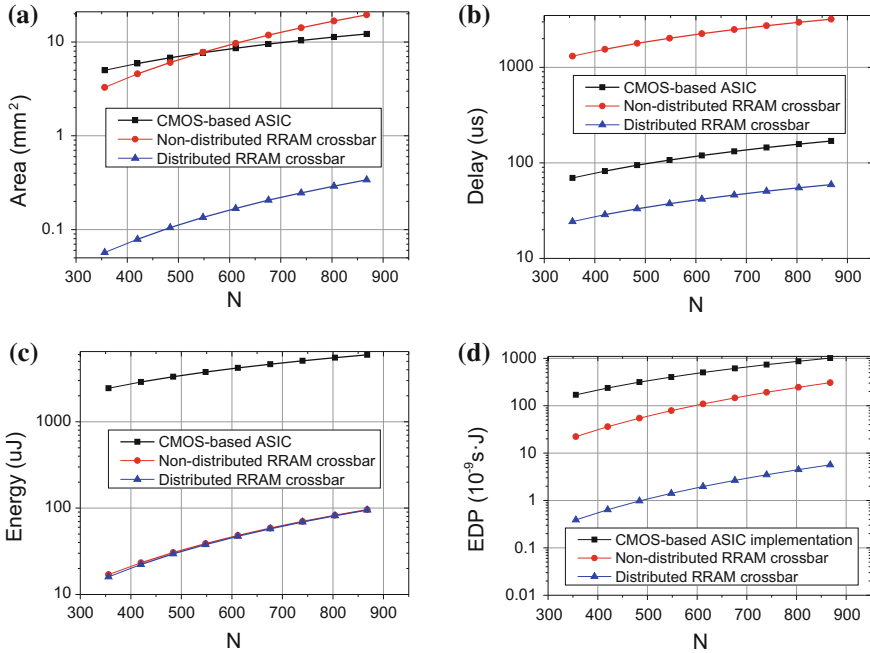 (a)
10
1
0.1
Area (mm²)
CMOS-based ASIC
Non-distributed RRAM crossbar
Distributed RRAM crossbar
300 400 500 600 700 800 900
N
(b)
1000
100
10
Delay (us)
CMOS-based ASIC
Non-distributed RRAM crossbar
Distributed RRAM crossbar
300 400 500 600 700 800 900
N
(c)
1000
100
10
Energy (uJ)
CMOS-based ASIC
Non-distributed RRAM crossbar
Distributed RRAM crossbar
300 400 500 600 700 800 900
N
(d)
1000
100
10
1
0.1
0.01
EDP (10⁻⁹s·J)
CMOS-based ASIC implementation
Non-distributed RRAM crossbar
Distributed RRAM crossbar
300 400 500 600 700 800 900
N